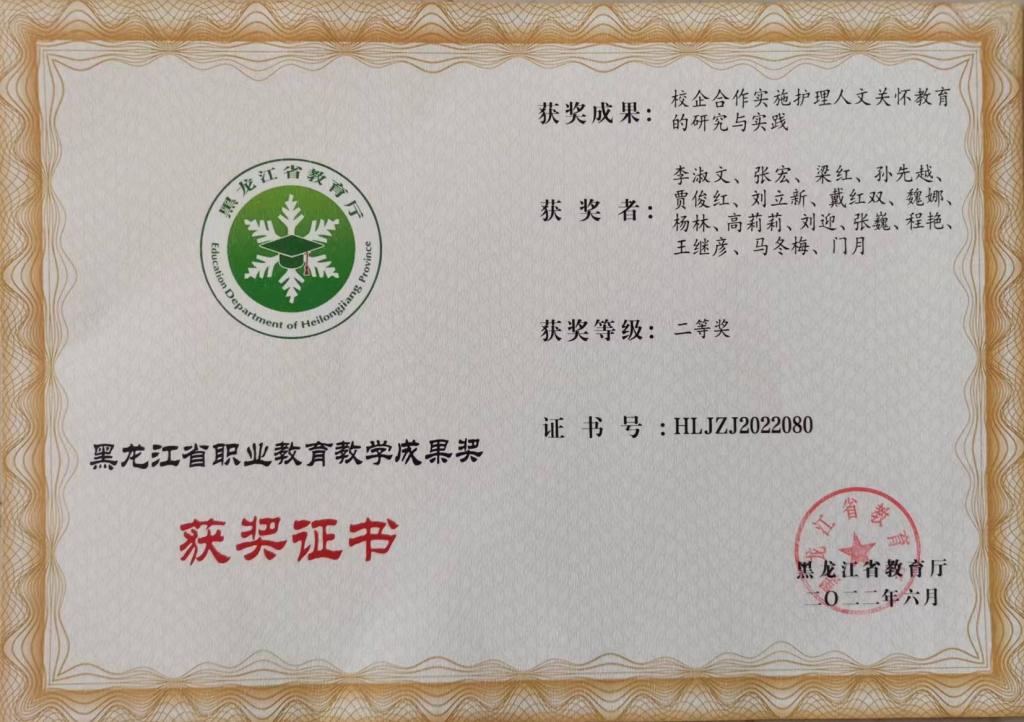 黑龙江省教育厅
Education Department of Heilongjiang Province
黑龙江省职业教育教学成果奖
获奖证书
获奖成果：校企合作实施护理人文关怀教育
的研究与实践
获奖者：李淑文、张宏、梁红、孙先越、
贾俊红、刘立新、戴红双、魏娜、
杨林、高莉莉、刘迎、张巍、程艳、
王继彦、马冬梅、门月
获奖等级：二等奖
证书号：HLJZJ2022080
黑龙江省教育厅
黑龙江省教育厅
二〇二二年六月